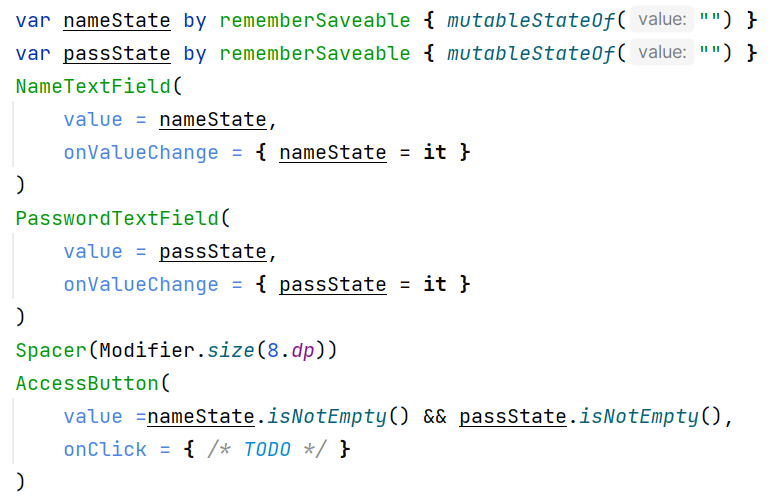 var nameState by rememberSaveable { mutableStateOf( value: "") }
var passState by rememberSaveable { mutableStateOf( value: "") }
NameTextField(
    value = nameState,
    onValueChange = { nameState = it }
)
PasswordTextField(
    value = passState,
    onValueChange = { passState = it }
)
Spacer(Modifier.size(8.dp))
AccessButton(
    value =nameState.isNotEmpty() && passState.isNotEmpty(),
    onClick = { /* TODO */ }
)